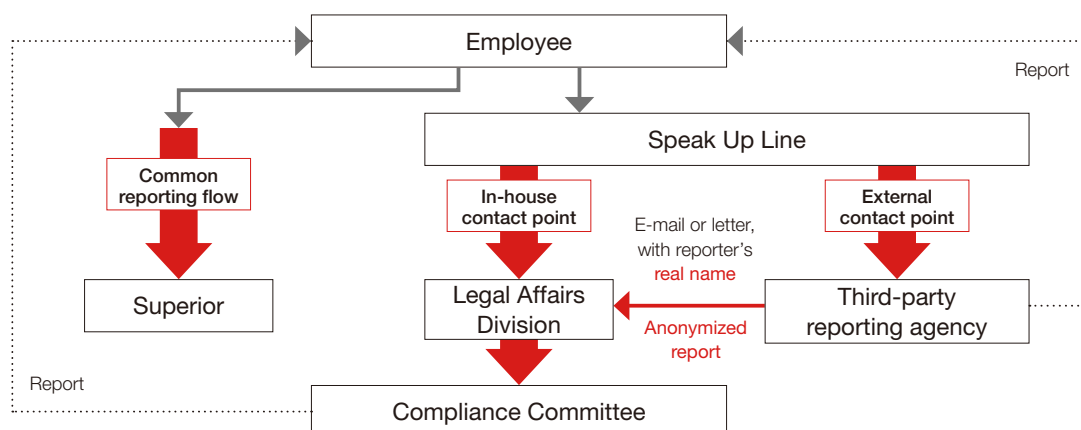 Employee
Report
Speak Up Line
Common
reporting flow
In-house
contact point
External
contact point
E-mail or letter,
with reporter’s
real name
Superior
Legal Affairs
Division
Anonymized
report
Third-party
reporting agency
Report
Compliance Committee